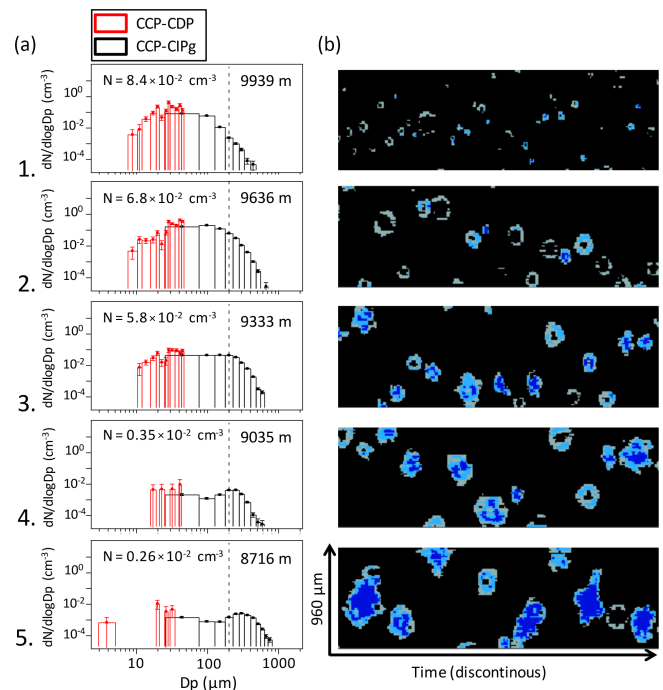 (a)
CCP-CDP
CCP-CIPg
(b)
N = 8.4 × 10⁻² cm⁻³
9939 m
dN/dlogDp (cm⁻³)
10⁰
10⁻²
10⁻⁴
1.
N = 6.8 × 10⁻² cm⁻³
9636 m
dN/dlogDp (cm⁻³)
10⁰
10⁻²
10⁻⁴
2.
N = 5.8 × 10⁻² cm⁻³
9333 m
dN/dlogDp (cm⁻³)
10⁰
10⁻²
10⁻⁴
3.
N = 0.35 × 10⁻² cm⁻³
9035 m
dN/dlogDp (cm⁻³)
10⁰
10⁻²
10⁻⁴
4.
N = 0.26 × 10⁻² cm⁻³
8716 m
dN/dlogDp (cm⁻³)
10⁰
10⁻²
10⁻⁴
5.
10
100
1000
Dp (μm)
960 μm
Time (discontinous)